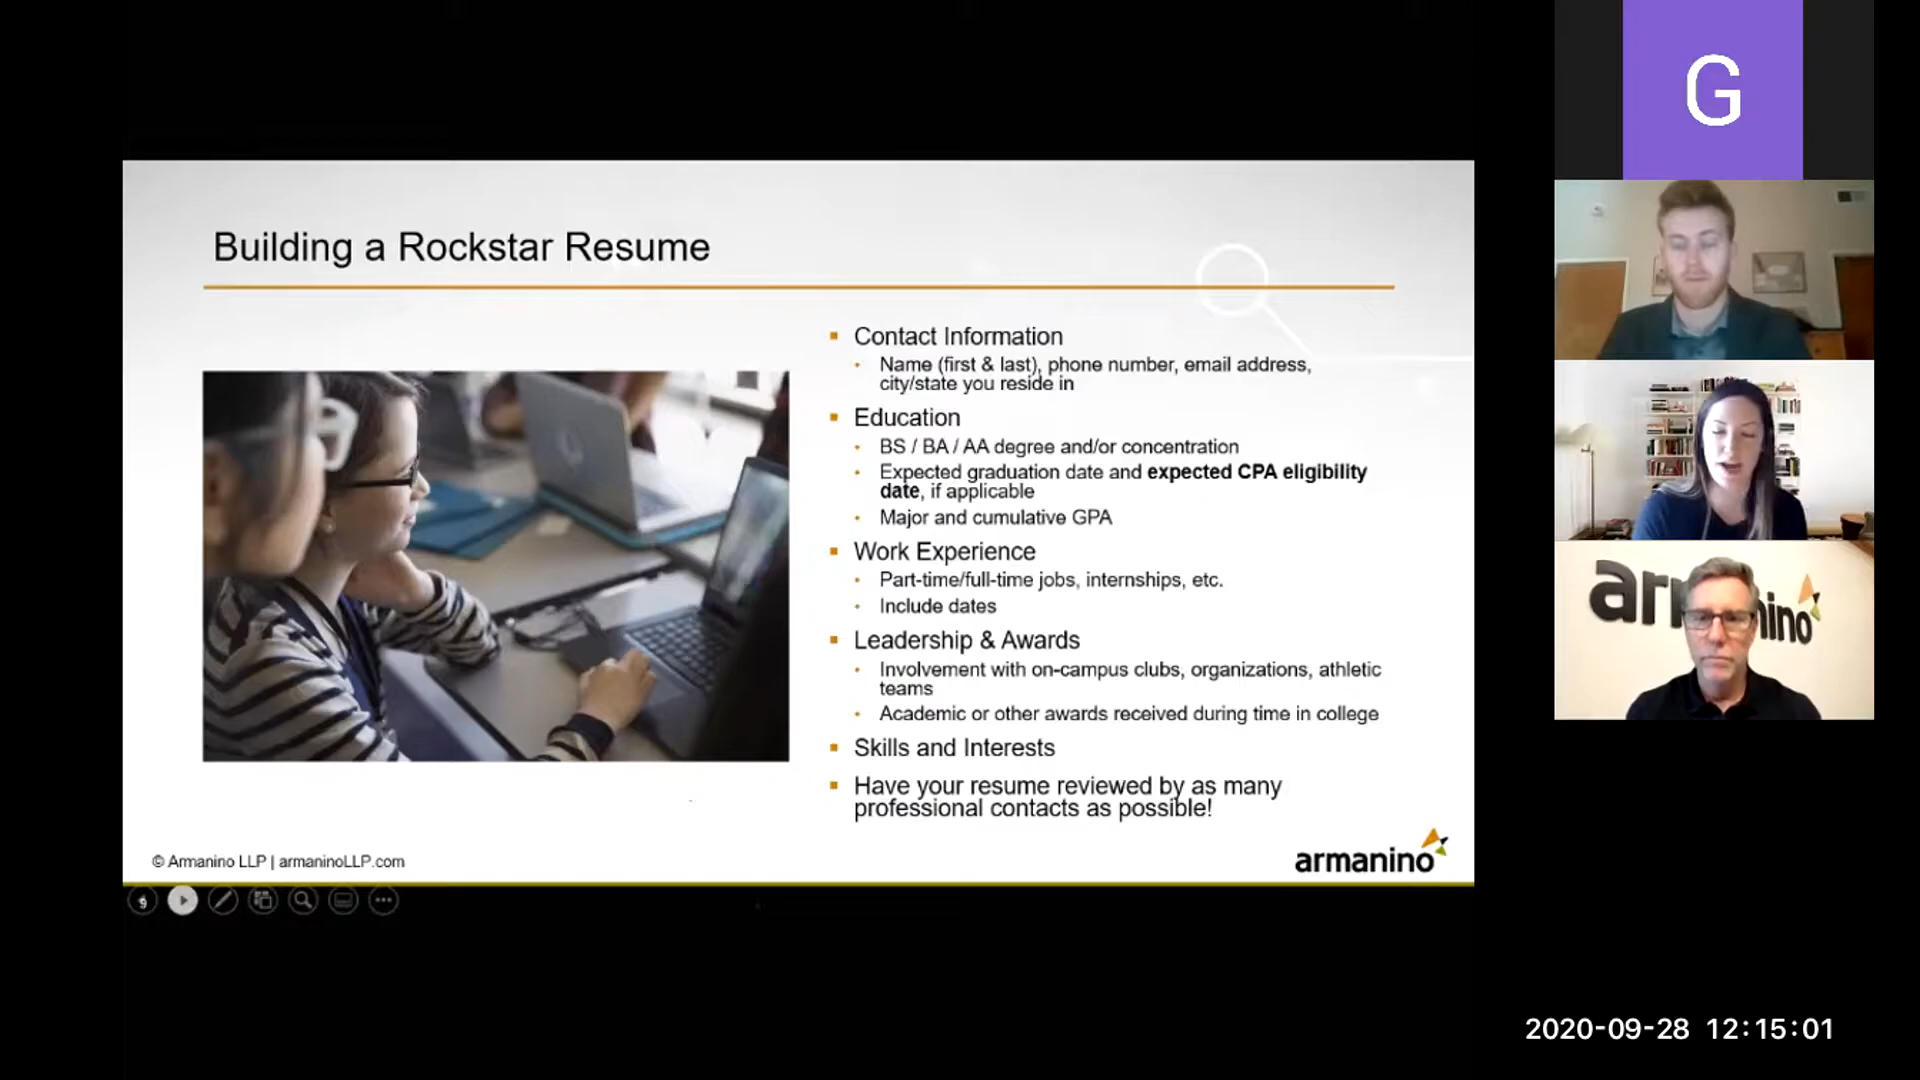 Building a Rockstar Resume
Contact Information
Name (first & last), phone number, email address,
city/state you reside in
Education
BS / BA / AA degree and/or concentration
Expected graduation date and expected CPA eligibility
date, if applicable
Major and cumulative GPA
Work Experience
Part-time/full-time jobs, internships, etc.
Include dates
Leadership & Awards
Involvement with on-campus clubs, organizations, athletic
teams
Academic or other awards received during time in college
Skills and Interests
Have your resume reviewed by as many
professional contacts as possible!
© Armanino LLP | armaninoLLP.com
armanino
9
G
ar nino
2020-09-28 12:15:01